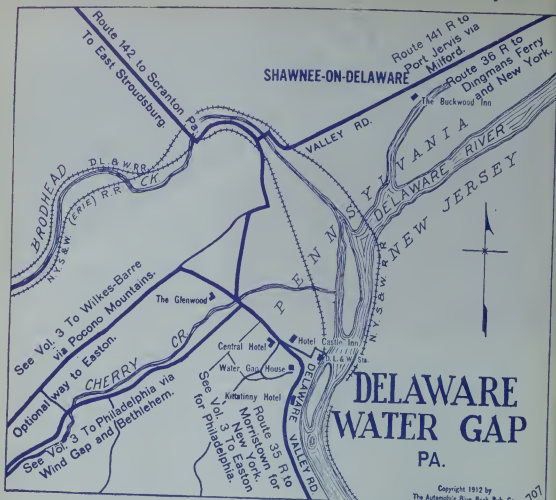 Route 142 to Scranton Pa.
To East Stroudsburg.
Route 141 R to
Port Jervis via
Milford.
Route 36 R to
Dingmans Ferry
and New York.
SHAWNEE-ON-DELAWARE
The Buckwood Inn
VALLEY RD.
BRODHEAD
D.L.& W.R.R.
CK.
N.Y.S.& W. (ERIE) R.R.
PENNSYLVANIA
DELAWARE RIVER
NEW JERSEY
N.Y.S.& W. R R
See Vol. 3 To Wilkes-Barre
via Pocono Mountains.
The Glenwood
Optional way to Easton.
CHERRY CR.
See Vol. 3 To Philadelphia via
Wind Gap and Bethlehem.
Central Hotel
Hotel Castle Inn
D.L.& W. Sta.
Water Gap House
Kittatinny Hotel
DELAWARE VALLEY RD.
Route 35 R to
Morristown for
New York.
See Vol. 3 To Easton
for Philadelphia.
DELAWARE
WATER GAP
PA.
Copyright 1912 by
The Automobile Blue Book Pub. Co.
707